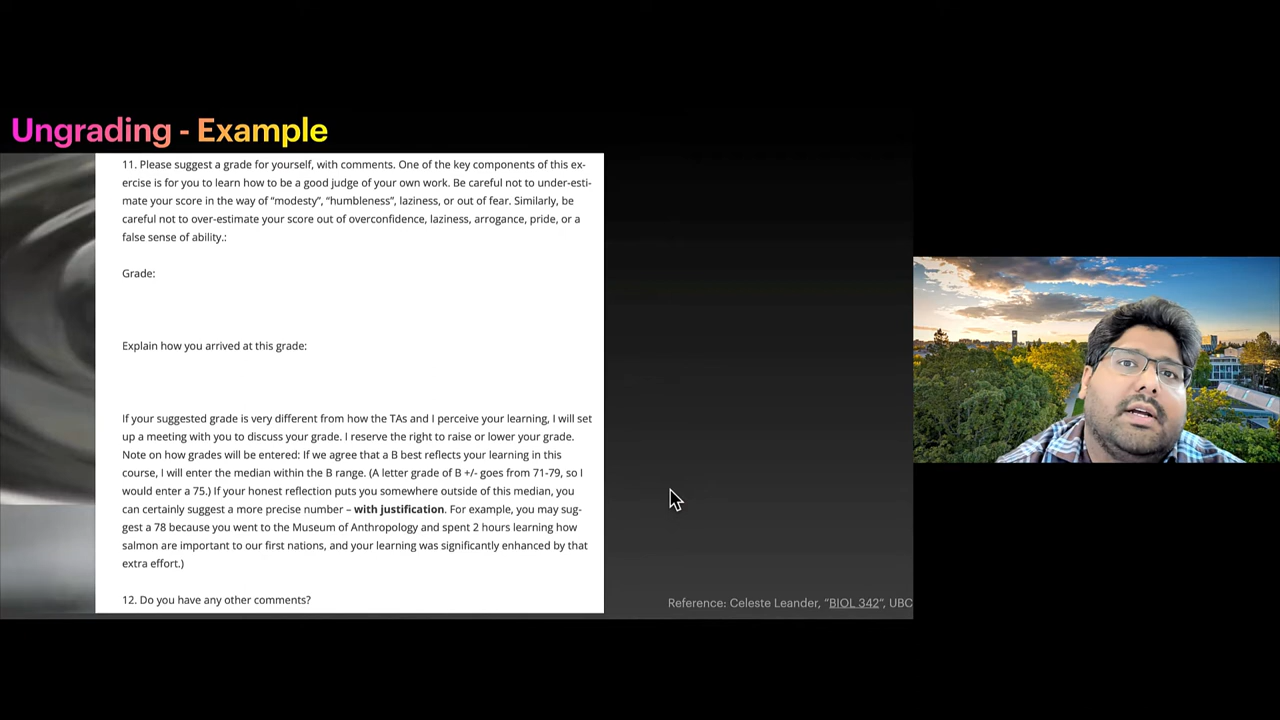 Ungrading - Example
11. Please suggest a grade for yourself, with comments. One of the key components of this ex-
ercise is for you to learn how to be a good judge of your own work. Be careful not to under-esti-
mate your score in the way of “modesty”, “humbleness”, laziness, or out of fear. Similarly, be
careful not to over-estimate your score out of overconfidence, laziness, arrogance, pride, or a
false sense of ability.:
Grade:
Explain how you arrived at this grade:
If your suggested grade is very different from how the TAs and I perceive your learning, I will set
up a meeting with you to discuss your grade. I reserve the right to raise or lower your grade.
Note on how grades will be entered: If we agree that a B best reflects your learning in this
course, I will enter the median within the B range. (A letter grade of B +/- goes from 71-79, so I
would enter a 75.) If your honest reflection puts you somewhere outside of this median, you
can certainly suggest a more precise number – with justification. For example, you may sug-
gest a 78 because you went to the Museum of Anthropology and spent 2 hours learning how
salmon are important to our first nations, and your learning was significantly enhanced by that
extra effort.)
12. Do you have any other comments?
Reference: Celeste Leander, “BIOL 342”, UBC